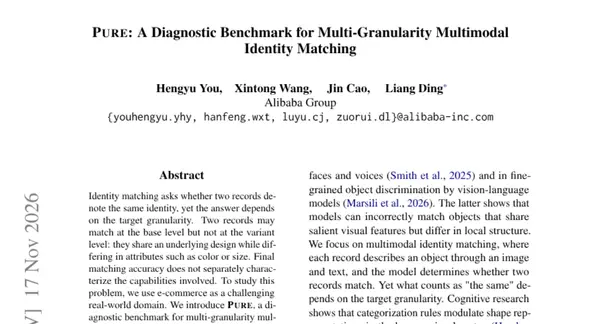 PURE: A Diagnostic Benchmark for Multi-Granularity Multimodal
Identity Matching
Hengyu You, Xintong Wang, Jin Cao, Liang Ding*
Alibaba Group
{youhengyu.yhy, hanfeng.wxt, luyu.cj, zuorui.dl}@alibaba-inc.com
V] 17 Nov 2026
Abstract
Identity matching asks whether two records de-
note the same identity, yet the answer depends
on the target granularity. Two records may
match at the base level but not at the variant
level: they share an underlying design while dif-
fering in attributes such as color or size. Final
matching accuracy does not separately charac-
terize the capabilities involved. To study this
problem, we use e-commerce as a challenging
real-world domain. We introduce PURE, a di-
agnostic benchmark for multi-granularity mul-
faces and voices (Smith et al., 2025) and in fine-
grained object discrimination by vision-language
models (Marsili et al., 2026). The latter shows that
models can incorrectly match objects that share
salient visual features but differ in local structure.
We focus on multimodal identity matching, where
each record describes an object through an image
and text, and the model determines whether two
records match. Yet what counts as "the same" de-
pends on the target granularity. Cognitive research
shows that categorization rules modulate shape rep-